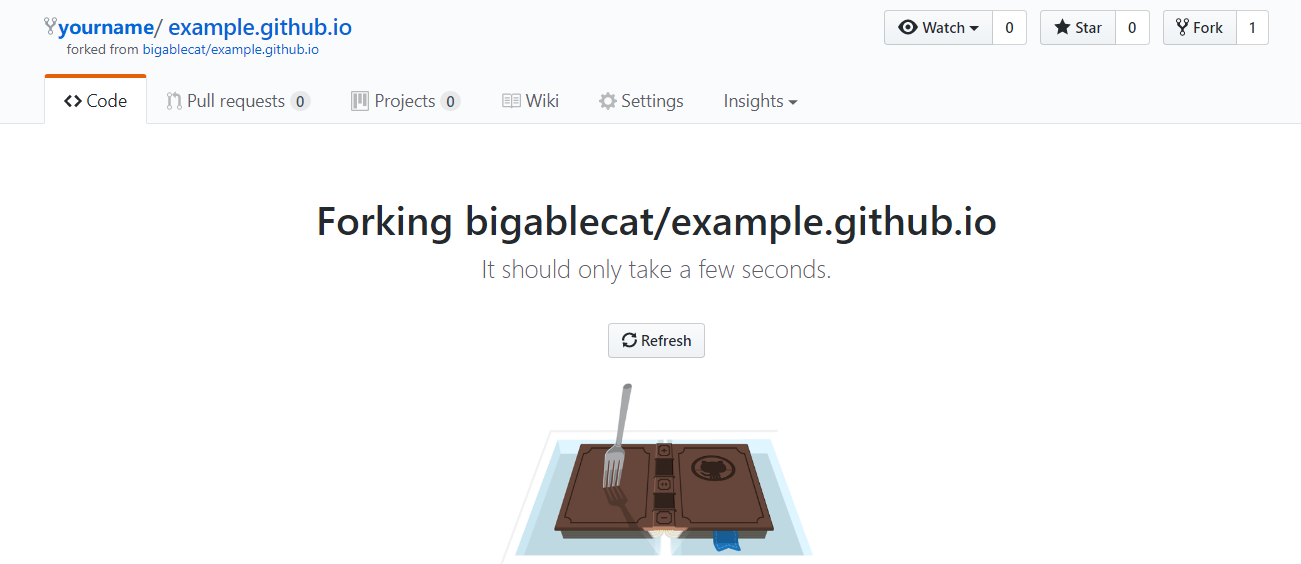 yourname/ example.github.io
forked from bigablecat/example.github.io
Watch 0 Star 0 Fork 1
Code Pull requests 0 Projects 0 Wiki Settings Insights
Forking bigablecat/example.github.io
It should only take a few seconds.
Refresh